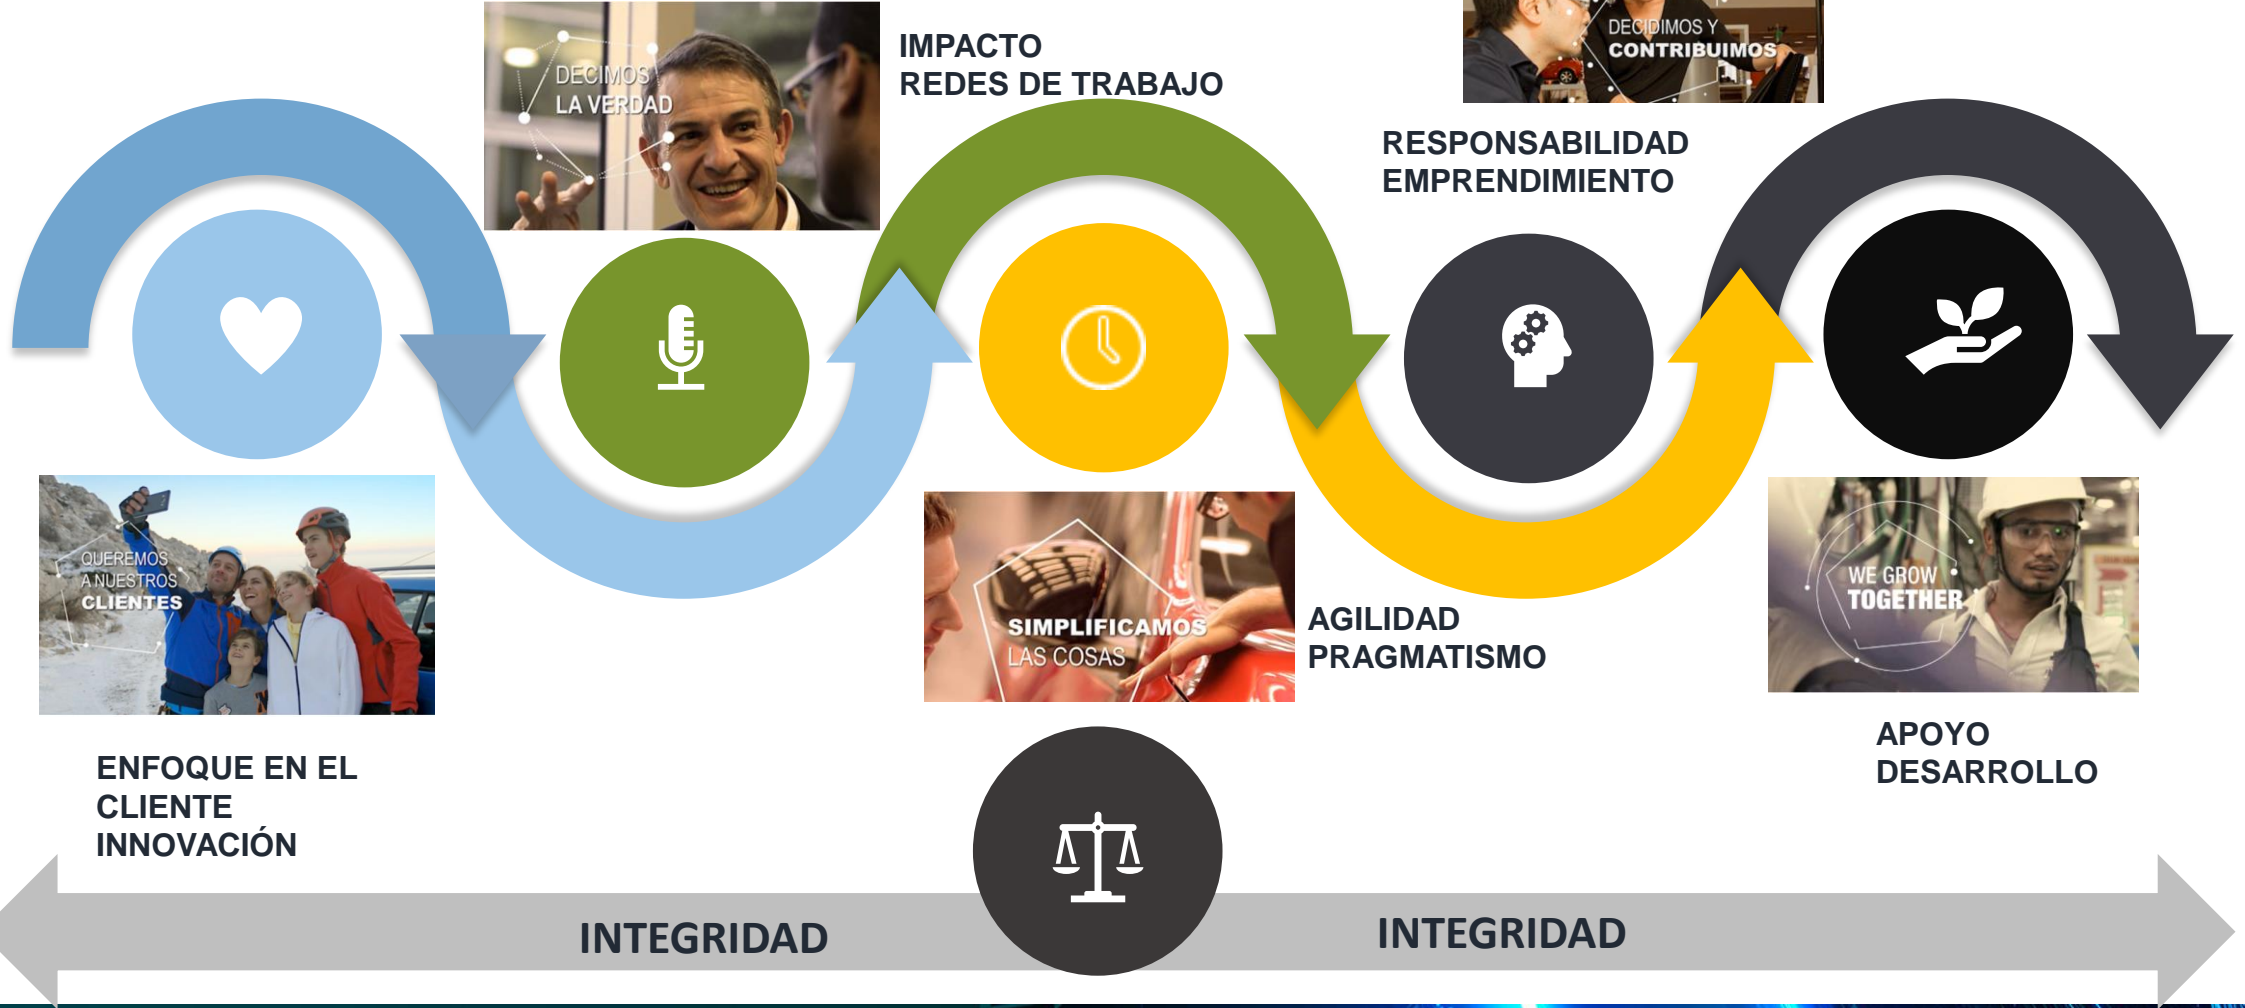 DECIMOS
LA VERDAD
IMPACTO
REDES DE TRABAJO
DECIDIMOS Y
CONTRIBUIMOS
RESPONSABILIDAD
EMPRENDIMIENTO
QUEREMOS
A NUESTROS
CLIENTES
SIMPLIFICAMOS
LAS COSAS
WE GROW
TOGETHER
AGILIDAD
PRAGMATISMO
ENFOQUE EN EL
CLIENTE
INNOVACIÓN
APOYO
DESARROLLO
INTEGRIDAD
INTEGRIDAD